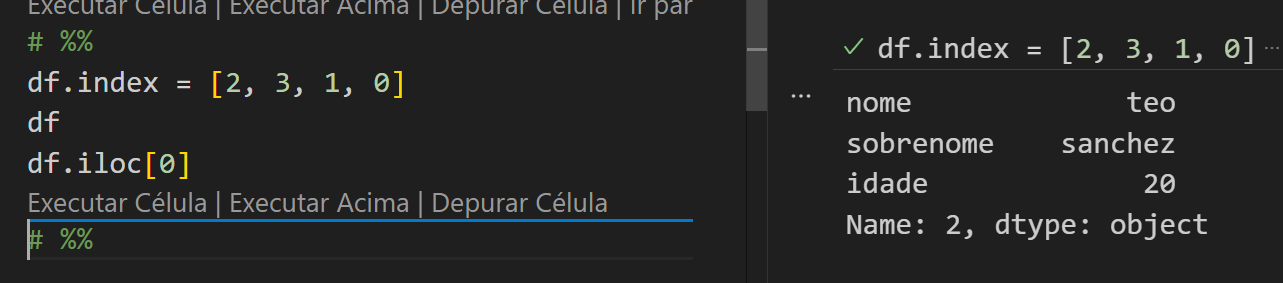 Executar Célula | Executar Acima | Depurar Célula | Ir par
# %%
df.index = [2, 3, 1, 0]
df
df.iloc[0]
Executar Célula | Executar Acima | Depurar Célula
# %%
df.index = [2, 3, 1, 0] ...
... nome teo
sobrenome sanchez
idade 20
Name: 2, dtype: object